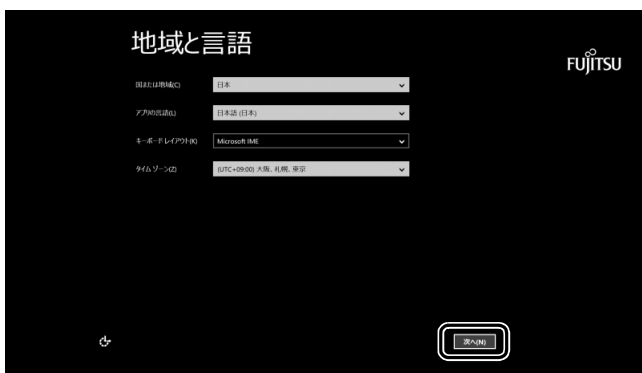 地域と言語
FUJITSU
国または地域(C)
日本
アプリの言語(L)
日本語 (日本)
キーボード レイアウト(K)
Microsoft IME
タイム ゾーン(Z)
(UTC+09:00) 大阪、札幌、東京
次へ(N)